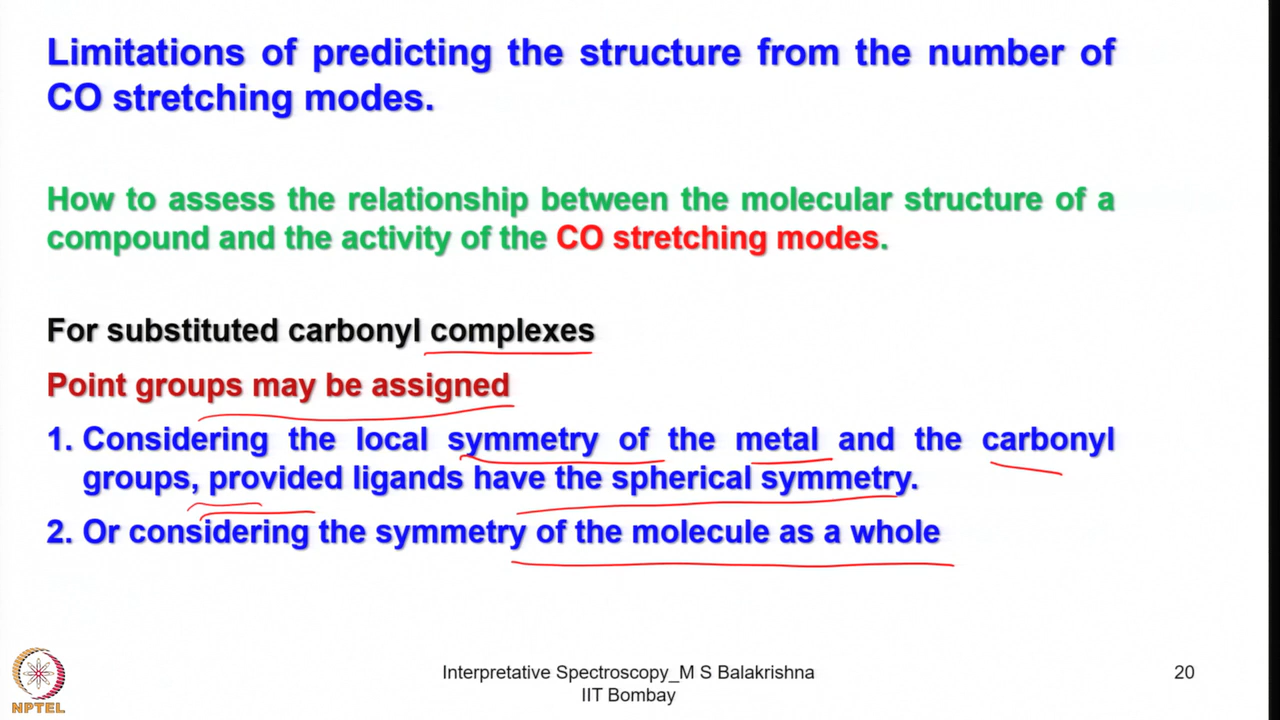 Limitations of predicting the structure from the number of
CO stretching modes.
How to assess the relationship between the molecular structure of a
compound and the activity of the CO stretching modes.
For substituted carbonyl complexes
Point groups may be assigned
1. Considering the local symmetry of the metal and the carbonyl
groups, provided ligands have the spherical symmetry.
2. Or considering the symmetry of the molecule as a whole
NPTEL
Interpretative Spectroscopy_M S Balakrishna
IIT Bombay
20